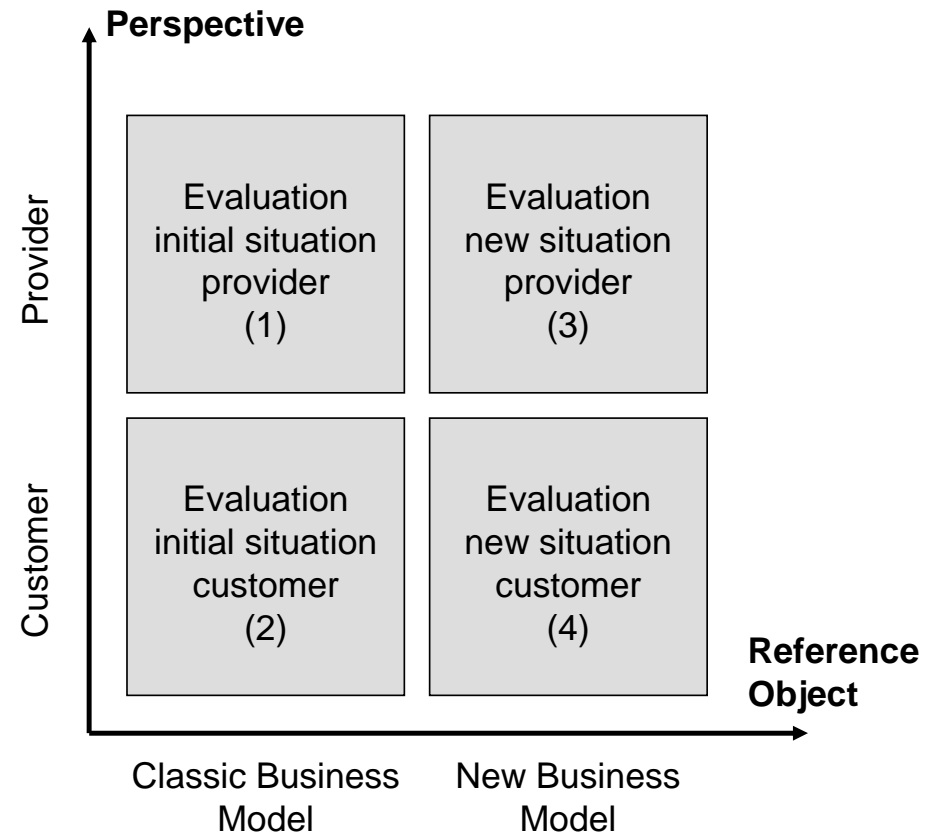 Perspective
Provider
Evaluation
initial situation
provider
(1)
Evaluation
new situation
provider
(3)
Customer
Evaluation
initial situation
customer
(2)
Evaluation
new situation
customer
(4)
Reference
Object
Classic Business
Model
New Business
Model